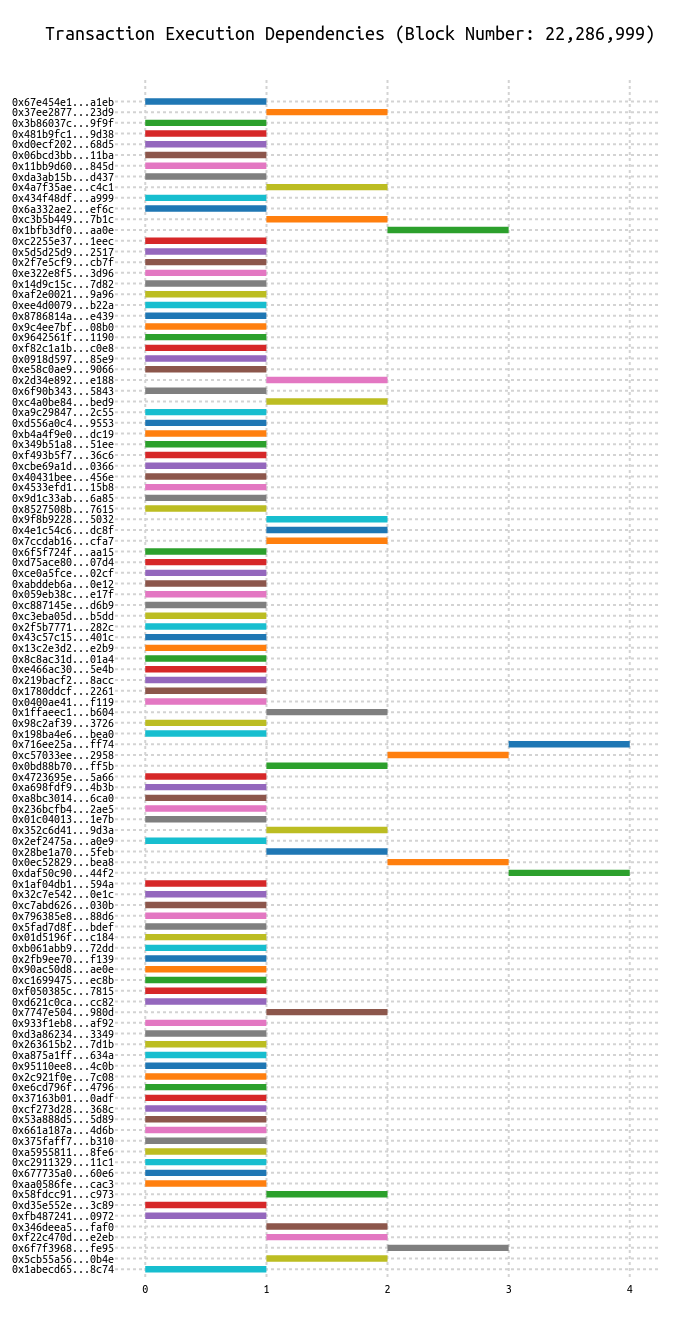 Transaction Execution Dependencies (Block Number: 22,286,999)
0x67e454e1...a1eb
0x37ee2877...23d9
0x3b86037c...9f9f
0x481b9fc1...9d38
0xd0ecf202...68d5
0x06bcd3bb...11ba
0x11bb9d60...845d
0xda3ab15b...d437
0x4a7f35ae...c4c1
0x434f48df...a999
0x6a332ae2...ef6c
0xc3b5b449...7b1c
0x1bfb3df0...aa0e
0xc2255e37...1eec
0x5d5d25d9...2517
0x2f7e5cf9...cb7f
0xe322e8f5...3d96
0x14d9c15c...7d82
0xaf2e0021...9a96
0xee4d0079...b22a
0x8786814a...e439
0x9c4ee7bf...08b0
0x9642561f...1190
0xf82c1a1b...c0e8
0x0918d597...85e9
0xe58c0ae9...9066
0x2d34e892...e188
0x6f90b343...5843
0xc4a0be84...bed9
0xa9c29847...2c55
0xd556a0c4...9553
0xb4a4f9e0...dc19
0x349b51a8...51ee
0xf493b5f7...36c6
0xcbe69a1d...0366
0x40431bee...456e
0x4533efd1...15b8
0x9d1c33ab...6a85
0x8527508b...7615
0x9f8b9228...5032
0x4e1c54c6...dc8f
0x7ccdab16...cfa7
0x6f5f724f...aa15
0xd75ace80...07d4
0xce0a5fce...02cf
0xabddeb6a...0e12
0x059eb38c...e17f
0xc887145e...d6b9
0xc3eba05d...b5dd
0x2f5b7771...282c
0x43c57c15...401c
0x13c2e3d2...e2b9
0x8c8ac31d...01a4
0xe466ac30...5e4b
0x219bacf2...8acc
0x1780ddcf...2261
0x0400ae41...f119
0x1ffaeec1...b604
0x98c2af39...3726
0x198ba4e6...bea0
0x716ee25a...ff74
0xc57033ee...2958
0x0bd88b70...ff5b
0x4723695e...5a66
0xa698fdf9...4b3b
0xa8bc3014...6ca0
0x236bcfb4...2ae5
0x01c04013...1e7b
0x352c6d41...9d3a
0x2ef2475a...a0e9
0x28be1a70...5feb
0x0ec52829...bea8
0xdaf50c90...44f2
0x1af04db1...594a
0x32c7e542...0e1c
0xc7abd626...030b
0x796385e8...88d6
0x5fad7d8f...bdef
0x01d5196f...c184
0xb061abb9...72dd
0x2fb9ee70...f139
0x90ac50d8...ae0e
0xc1699475...ec8b
0xf050385c...7815
0xd621c0ca...cc82
0x7747e504...980d
0x933f1eb8...af92
0xd3a86234...3349
0x263615b2...7d1b
0xa875a1ff...634a
0x95110ee8...4c0b
0x2c921f0e...7c08
0xe6cd796f...4796
0x37163b01...0adf
0xcf273d28...368c
0x53a888d5...5d89
0x661a187a...4d6b
0x375faff7...b310
0xa5955811...8fe6
0xc2911329...11c1
0x677735a0...60e6
0xaa0586fe...cac3
0x58fdcc91...c973
0xd35e552e...3c89
0xfb487241...0972
0x346deea5...faf0
0xf22c470d...e2eb
0x6f7f3968...fe95
0x5cb55a56...0b4e
0x1abecd65...8c74
0 1 2 3 4